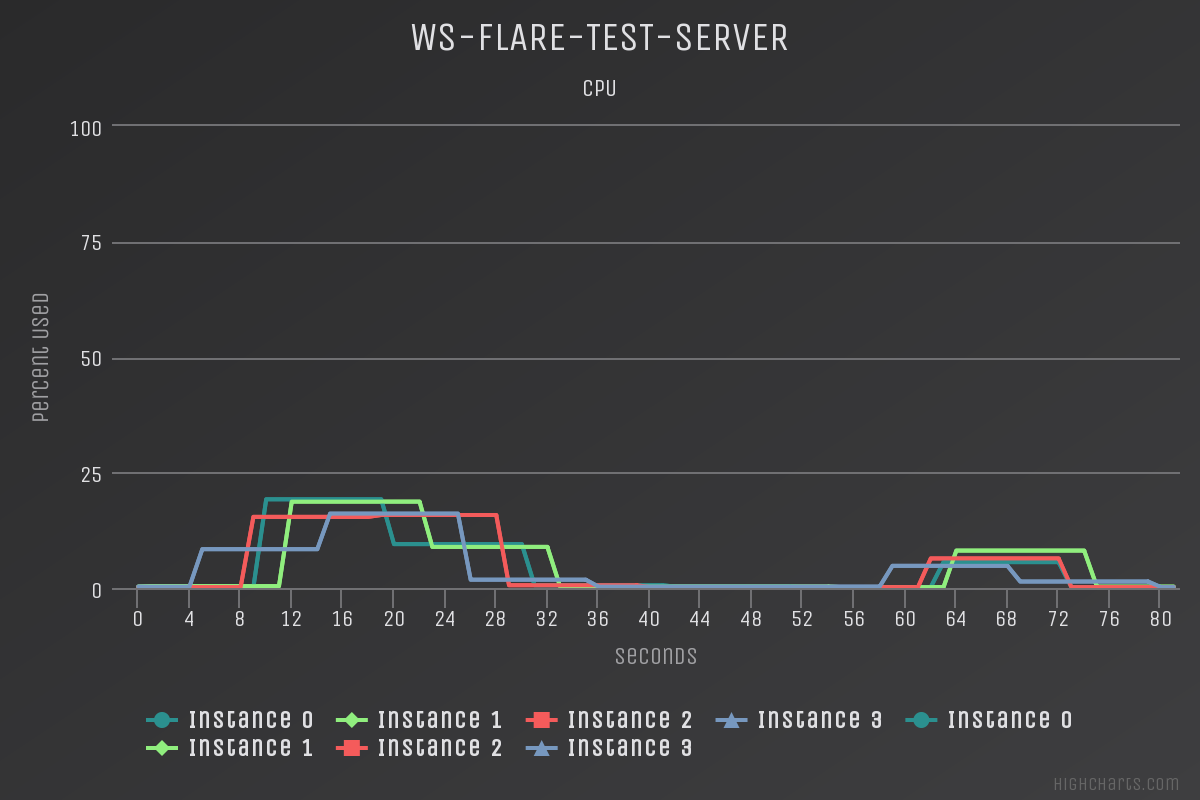 WS-FLARE-TEST-SERVER
CPU
100
75
50
25
0
percent used
0 4 8 12 16 20 24 28 32 36 40 44 48 52 56 60 64 68 72 76 80
seconds
Instance 0 Instance 1 Instance 2 Instance 3 Instance 0
Instance 1 Instance 2 Instance 3
Highcharts.com